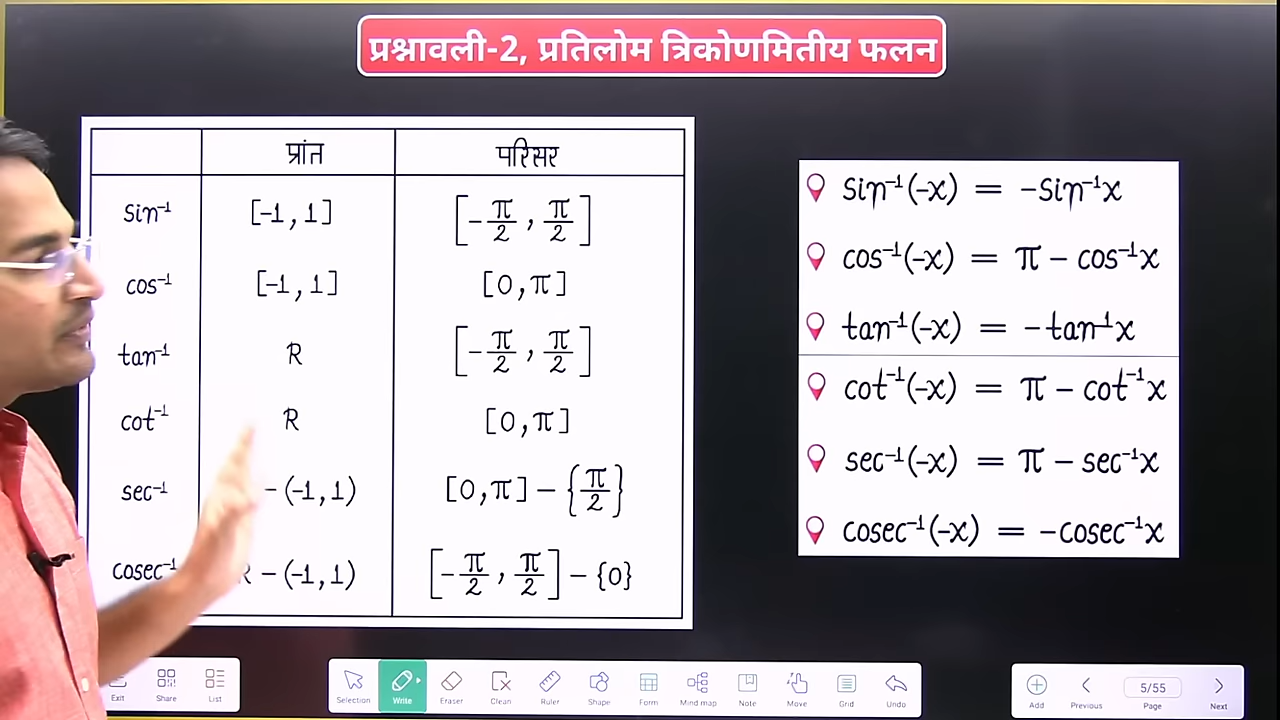 प्रश्नावली-2, प्रतिलोम त्रिकोणमितीय फलन
प्रांत परिसर
sin⁻¹ [-1, 1] [-π/2, π/2]
cos⁻¹ [-1, 1] [0, π]
tan⁻¹ R [-π/2, π/2]
cot⁻¹ R [0, π]
sec⁻¹ - (-1, 1) [0, π] - {π/2}
cosec⁻¹ R - (-1, 1) [-π/2, π/2] - {0}
sin⁻¹(-x) = -sin⁻¹x
cos⁻¹(-x) = π - cos⁻¹x
tan⁻¹(-x) = -tan⁻¹x
cot⁻¹(-x) = π - cot⁻¹x
sec⁻¹(-x) = π - sec⁻¹x
cosec⁻¹(-x) = -cosec⁻¹x
Exit Share List Selection Write Eraser Clean Ruler Shape Form Mind map Note Move Grid Undo Add Previous 5/55 Page Next